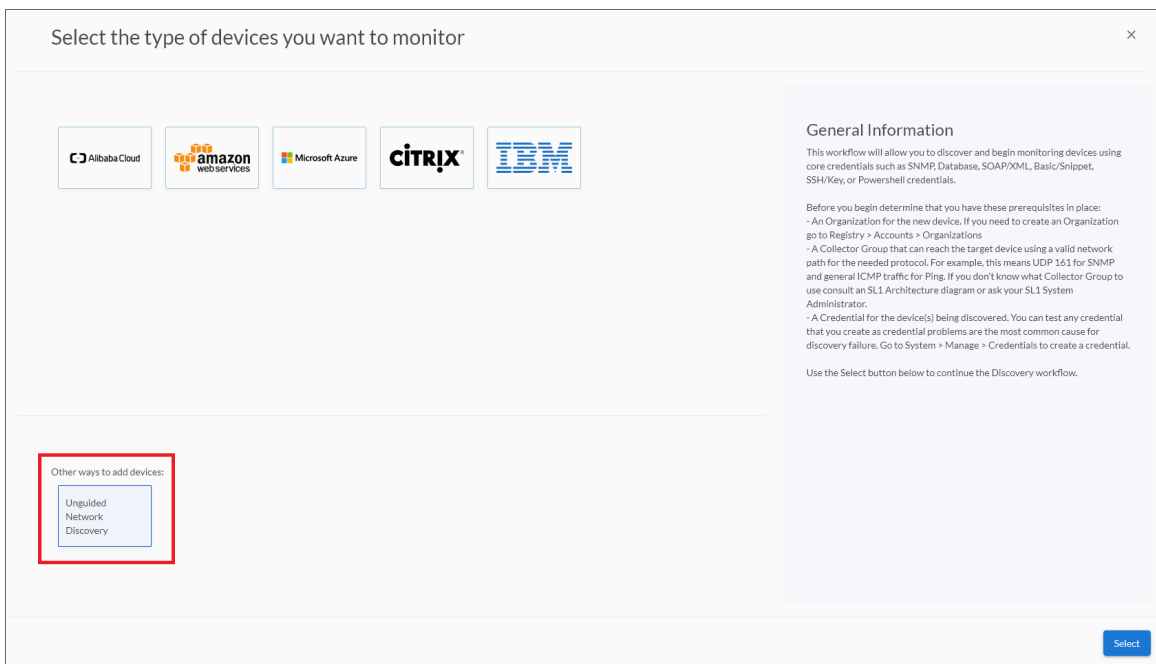 Select the type of devices you want to monitor
Alibaba Cloud
amazon
web services
Microsoft Azure
CİTRIX®
IBM
General Information
This workflow will allow you to discover and begin monitoring devices using
core credentials such as SNMP, Database, SOAP/XML, Basic/Snippet,
SSH/Key, or Powershell credentials.
Before you begin determine that you have these prerequisites in place:
- An Organization for the new device. If you need to create an Organization
go to Registry > Accounts > Organizations
- A Collector Group that can reach the target device using a valid network
path for the needed protocol. For example, this means UDP 161 for SNMP
and general ICMP traffic for Ping. If you don't know what Collector Group to
use consult an SL1 Architecture diagram or ask your SL1 System
Administrator.
- A Credential for the device(s) being discovered. You can test any credential
that you create as credential problems are the most common cause for
discovery failure. Go to System > Manage > Credentials to create a credential.
Use the Select button below to continue the Discovery workflow.
Other ways to add devices:
Unguided
Network
Discovery
Select